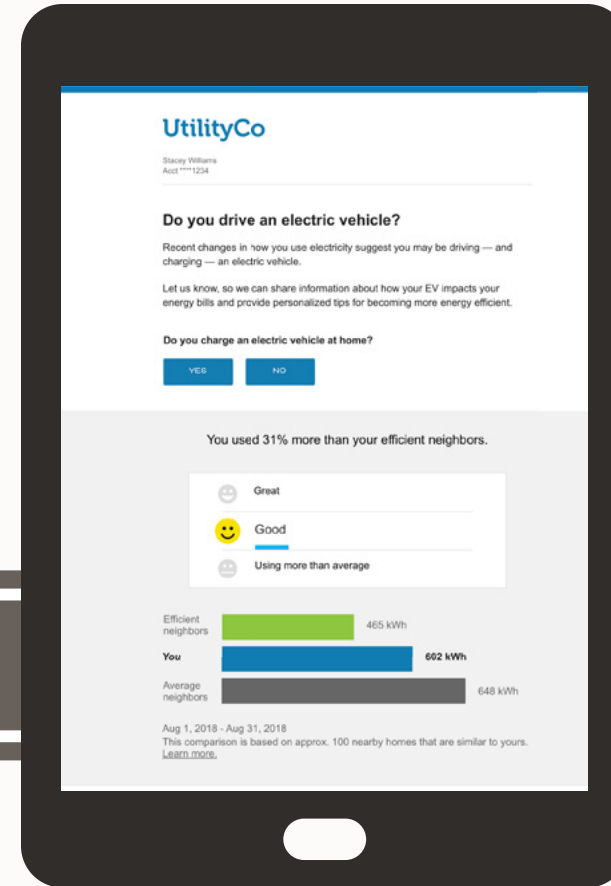 UtilityCo
Stacey Williams
Acct ****1234
Do you drive an electric vehicle?
Recent changes in how you use electricity suggest you may be driving — and
charging — an electric vehicle.
Let us know, so we can share information about how your EV impacts your
energy bills and provide personalized tips for becoming more energy efficient.
Do you charge an electric vehicle at home?
YES NO
You used 31% more than your efficient neighbors.
Great
Good
Using more than average
Efficient
neighbors
465 kWh
You
602 kWh
Average
neighbors
648 kWh
Aug 1, 2018 - Aug 31, 2018
This comparison is based on approx. 100 nearby homes that are similar to yours.
Learn more.